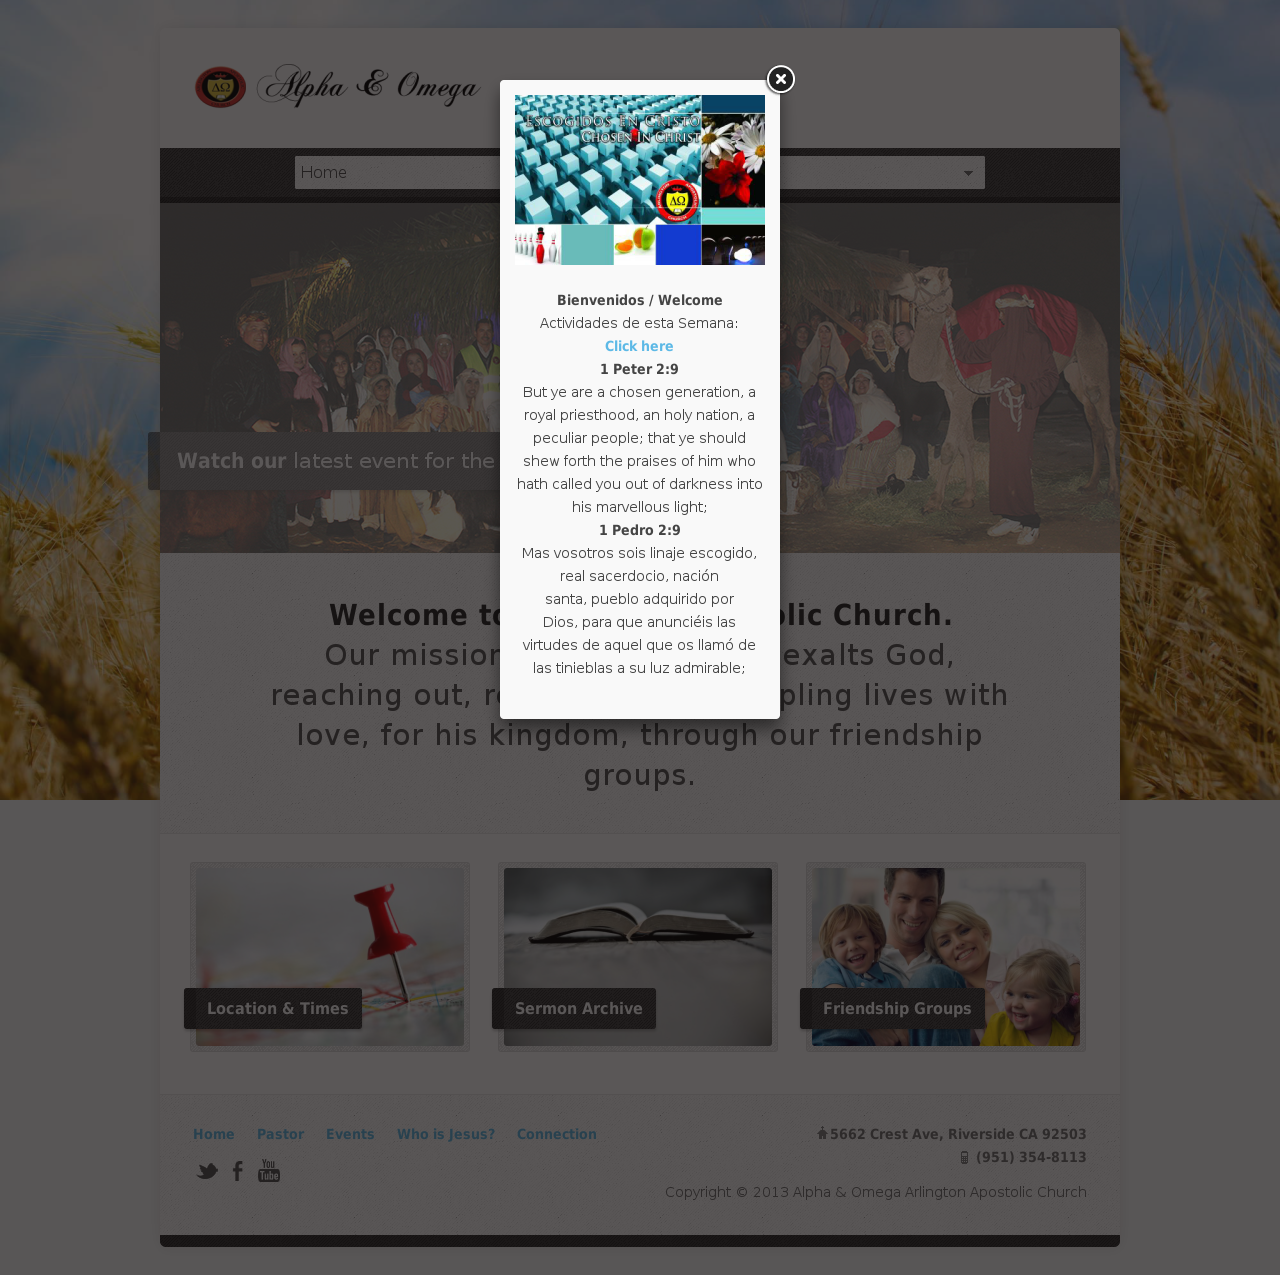 Alpha & Omega
Home
ESCOGIDOS EN CRISTO
CHOSEN IN CHRIST
ΑΩ
Bienvenidos / Welcome
Actividades de esta Semana:
Click here
1 Peter 2:9
But ye are a chosen generation, a
royal priesthood, an holy nation, a
peculiar people; that ye should
shew forth the praises of him who
hath called you out of darkness into
his marvellous light;
1 Pedro 2:9
Mas vosotros sois linaje escogido,
real sacerdocio, nación
santa, pueblo adquirido por
Dios, para que anunciéis las
virtudes de aquel que os llamó de
las tinieblas a su luz admirable;
Watch our latest event for the
Welcome to Church.
Our mission exalts God,
reaching out, lives with
love, for his kingdom, through our friendship
groups.
Location & Times
Sermon Archive
Friendship Groups
Home Pastor Events Who is Jesus? Connection
5662 Crest Ave, Riverside CA 92503
(951) 354-8113
You
Tube
Copyright © 2013 Alpha & Omega Arlington Apostolic Church